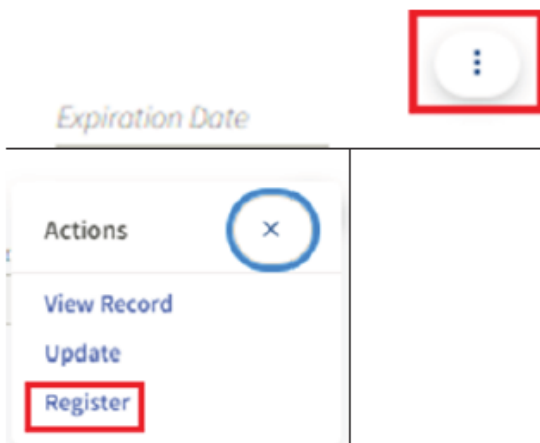 Expiration Date
Actions
View Record
Update
Register